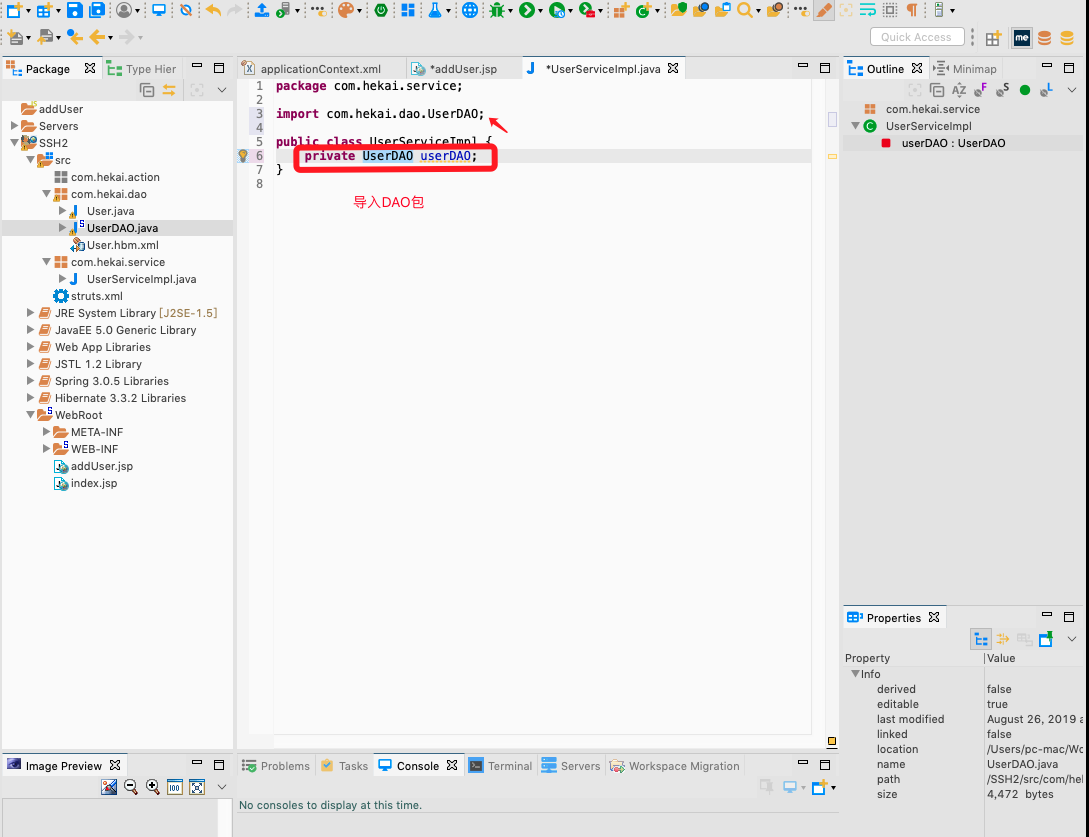 Quick Access
me
Package
Type Hier
addUser
Servers
SSH2
src
com.hekai.action
com.hekai.dao
User.java
UserDAO.java
User.hbm.xml
com.hekai.service
UserServiceImpl.java
struts.xml
JRE System Library [J2SE-1.5]
JavaEE 5.0 Generic Library
Web App Libraries
JSTL 1.2 Library
Spring 3.0.5 Libraries
Hibernate 3.3.2 Libraries
WebRoot
META-INF
WEB-INF
addUser.jsp
index.jsp
applicationContext.xml
*addUser.jsp
*UserServiceImpl.java
1 package com.hekai.service;
2
3 import com.hekai.dao.UserDAO;
4
5 public class UserServiceImpl {
6 private UserDAO userDAO;
7 }
8
导入DAO包
Outline
Minimap
com.hekai.service
UserServiceImpl
userDAO : UserDAO
Properties
Property Value
Info
derived false
editable true
last modified August 26, 2019 a
linked false
location /Users/pc-mac/Wo
name UserDAO.java
path /SSH2/src/com/hel
size 4,472 bytes
Image Preview
Problems
Tasks
Console
Terminal
Servers
Workspace Migration
No consoles to display at this time.